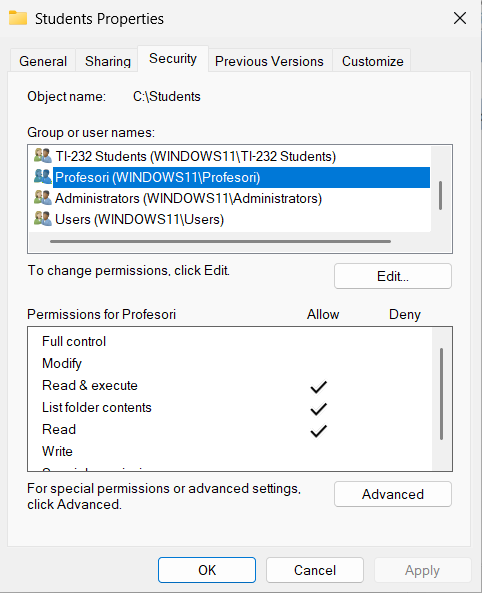 Students Properties
General Sharing Security Previous Versions Customize
Object name: C:\Students
Group or user names:
TI-232 Students (WINDOWS11\TI-232 Students)
Profesori (WINDOWS11\Profesori)
Administrators (WINDOWS11\Administrators)
Users (WINDOWS11\Users)
To change permissions, click Edit.
Edit...
Permissions for Profesori Allow Deny
Full control
Modify
Read & execute
List folder contents
Read
Write
For special permissions or advanced settings,
click Advanced.
Advanced
OK Cancel Apply